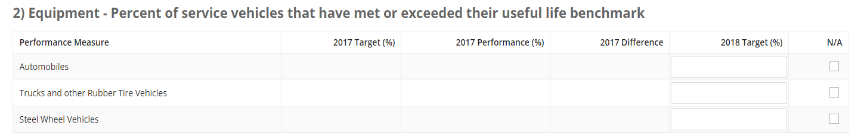 2) Equipment - Percent of service vehicles that have met or exceeded their useful life benchmark
Performance Measure 2017 Target (%) 2017 Performance (%) 2017 Difference 2018 Target (%) N/A
Automobiles
Trucks and other Rubber Tire Vehicles
Steel Wheel Vehicles